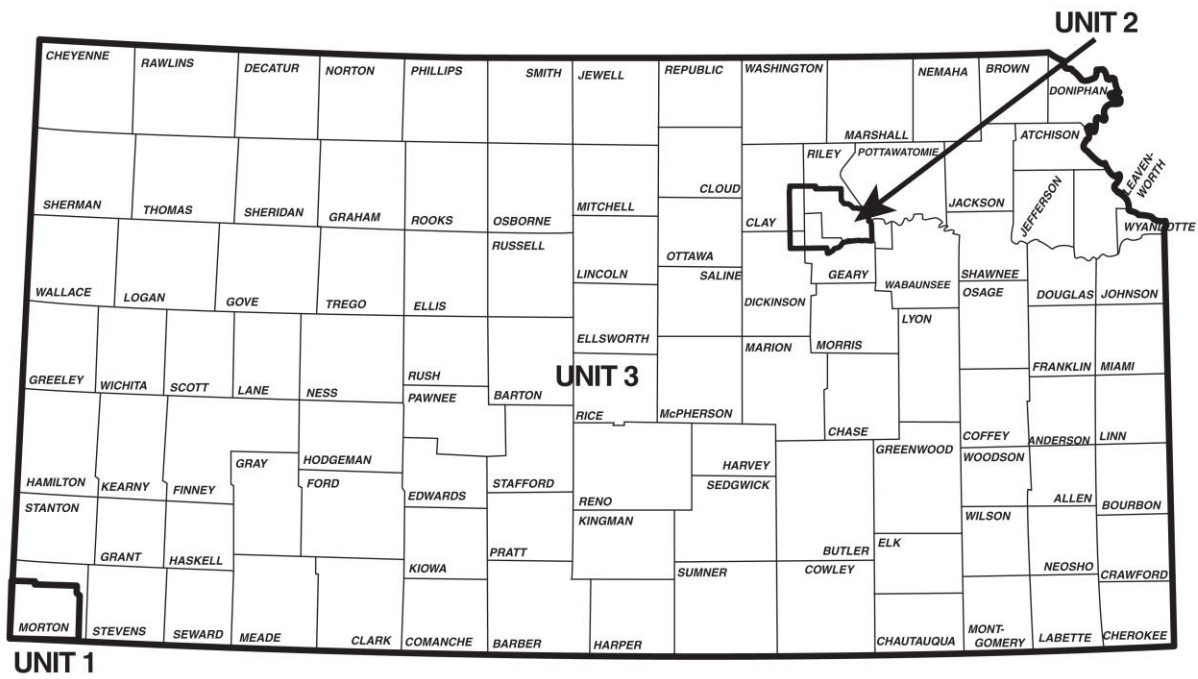 UNIT 2
CHEYENNE
RAWLINS
DECATUR
NORTON
PHILLIPS
SMITH
JEWELL
REPUBLIC
WASHINGTON
MARSHALL
NEMAHA
BROWN
DONIPHAN
ATCHISON
RILEY
POTTAWATOMIE
LEAVEN-
WORTH
SHERMAN
THOMAS
SHERIDAN
GRAHAM
ROOKS
OSBORNE
MITCHELL
CLOUD
CLAY
JACKSON
JEFFERSON
WYANDOTTE
RUSSELL
OTTAWA
WALLACE
LOGAN
GOVE
TREGO
ELLIS
LINCOLN
SALINE
DICKINSON
GEARY
WABAUNSEE
SHAWNEE
OSAGE
DOUGLAS
JOHNSON
LYON
ELLSWORTH
MARION
MORRIS
GREELEY
WICHITA
SCOTT
LANE
NESS
RUSH
PAWNEE
BARTON
UNIT 3
RICE
McPHERSON
CHASE
FRANKLIN
MIAMI
COFFEY
ANDERSON
LINN
HAMILTON
KEARNY
FINNEY
GRAY
HODGEMAN
FORD
EDWARDS
STAFFORD
RENO
HARVEY
SEDGWICK
GREENWOOD
WOODSON
ALLEN
BOURBON
STANTON
GRANT
HASKELL
KIOWA
PRATT
KINGMAN
BUTLER
ELK
WILSON
NEOSHO
CRAWFORD
MORTON
STEVENS
SEWARD
MEADE
CLARK
COMANCHE
BARBER
HARPER
SUMNER
COWLEY
CHAUTAUQUA
MONT-
GOMERY
LABETTE
CHEROKEE
UNIT 1